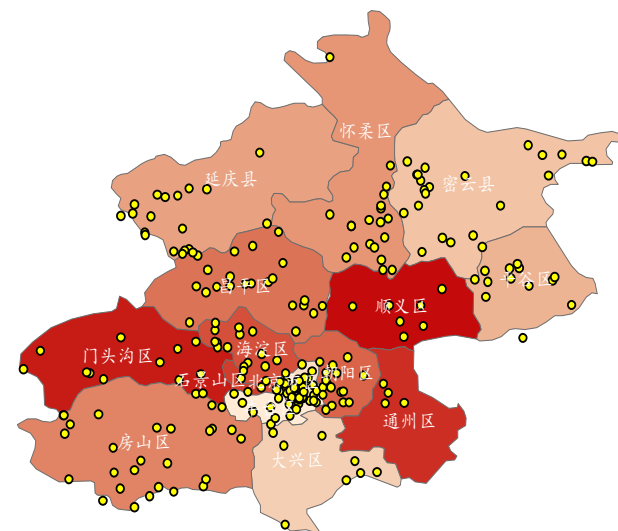 怀柔区
延庆县
密云县
平谷区
昌平区
顺义区
海淀区
门头沟区
石景山区
朝阳区
通州区
房山区
大兴区